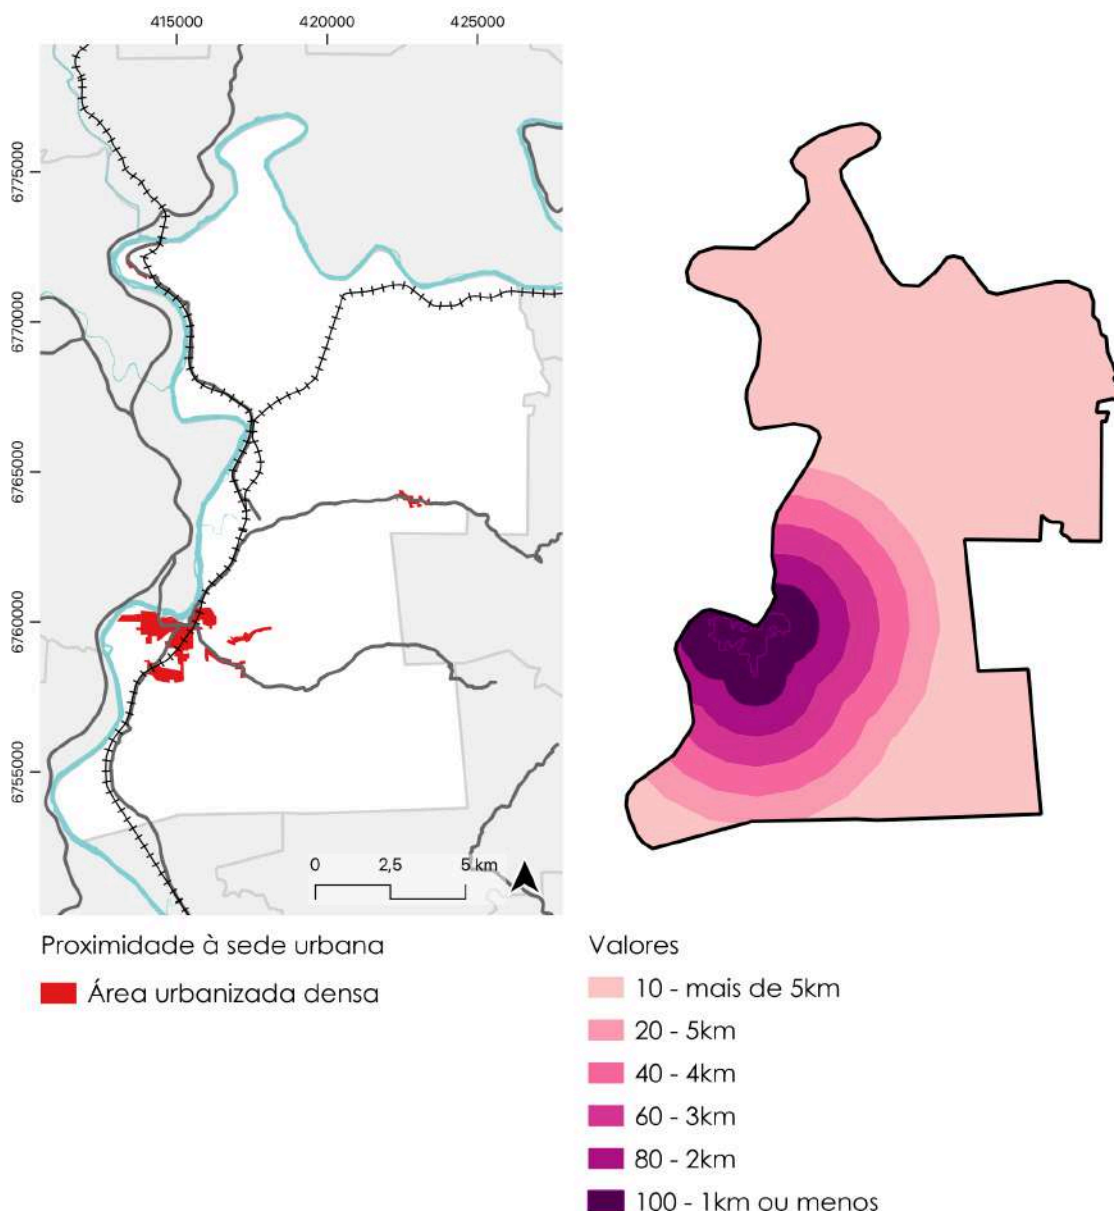 415000 420000 425000
6775000
6770000
6765000
6760000
6755000
0 2,5 5 km
Proximidade à sede urbana
Área urbanizada densa
Valores
10 - mais de 5km
20 - 5km
40 - 4km
60 - 3km
80 - 2km
100 - 1km ou menos